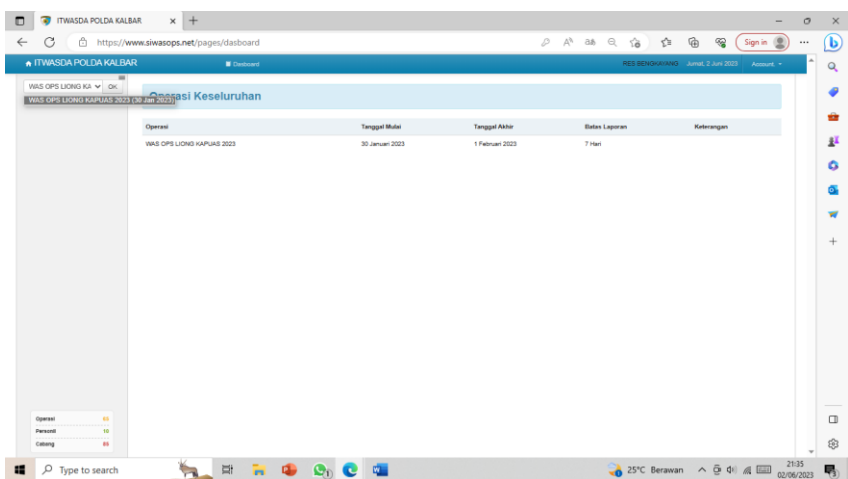 ITWASDA POLDA KALBAR
https://www.siwasops.net/pages/dasboard
Sign in
ITWASDA POLDA KALBAR
Dasboard
RES BENGKAYANG
Jumat, 2 Juni 2023
Account
WAS OPS LIONG KA
OK
WAS OPS LIONG KAPUAS 2023 (30 Jan 2023)
Operasi Keseluruhan
Operasi Tanggal Mulai Tanggal Akhir Batas Laporan Keterangan
WAS OPS LIONG KAPUAS 2023 30 Januari 2023 1 Februari 2023 7 Hari
Operasi
Personil
Cabang
Type to search
25°C Berawan
21:35
02/06/2023